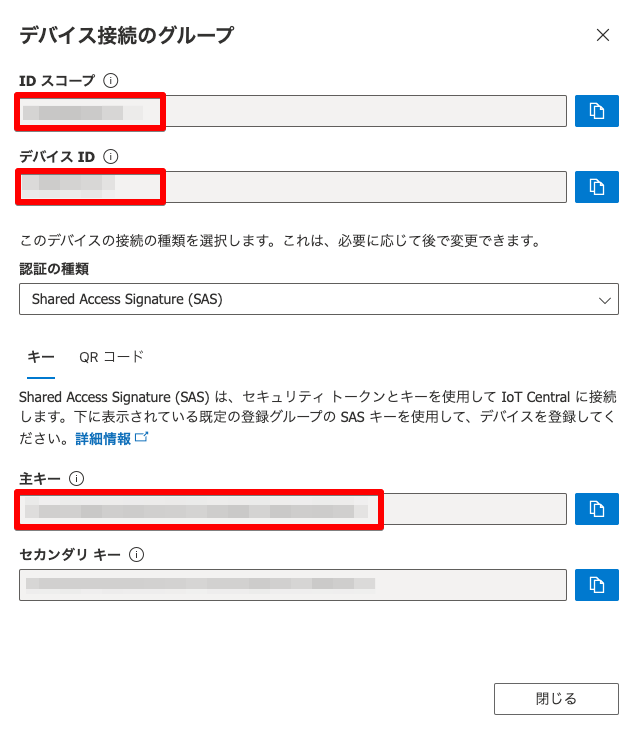 デバイス接続のグループ
ID スコープ
デバイス ID
このデバイスの接続の種類を選択します。これは、必要に応じて後で変更できます。
認証の種類
Shared Access Signature (SAS)
キー QR コード
Shared Access Signature (SAS) は、セキュリティ トークンとキーを使用して IoT Central に接続
します。下に表示されている既定の登録グループの SAS キーを使用して、デバイスを登録してく
ださい。詳細情報
主キー
セカンダリ キー
閉じる